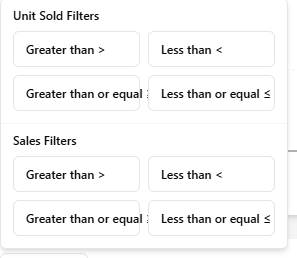 Unit Sold Filters
Greater than > Less than <
Greater than or equal Less than or equal ≤
Sales Filters
Greater than > Less than <
Greater than or equal Less than or equal ≤